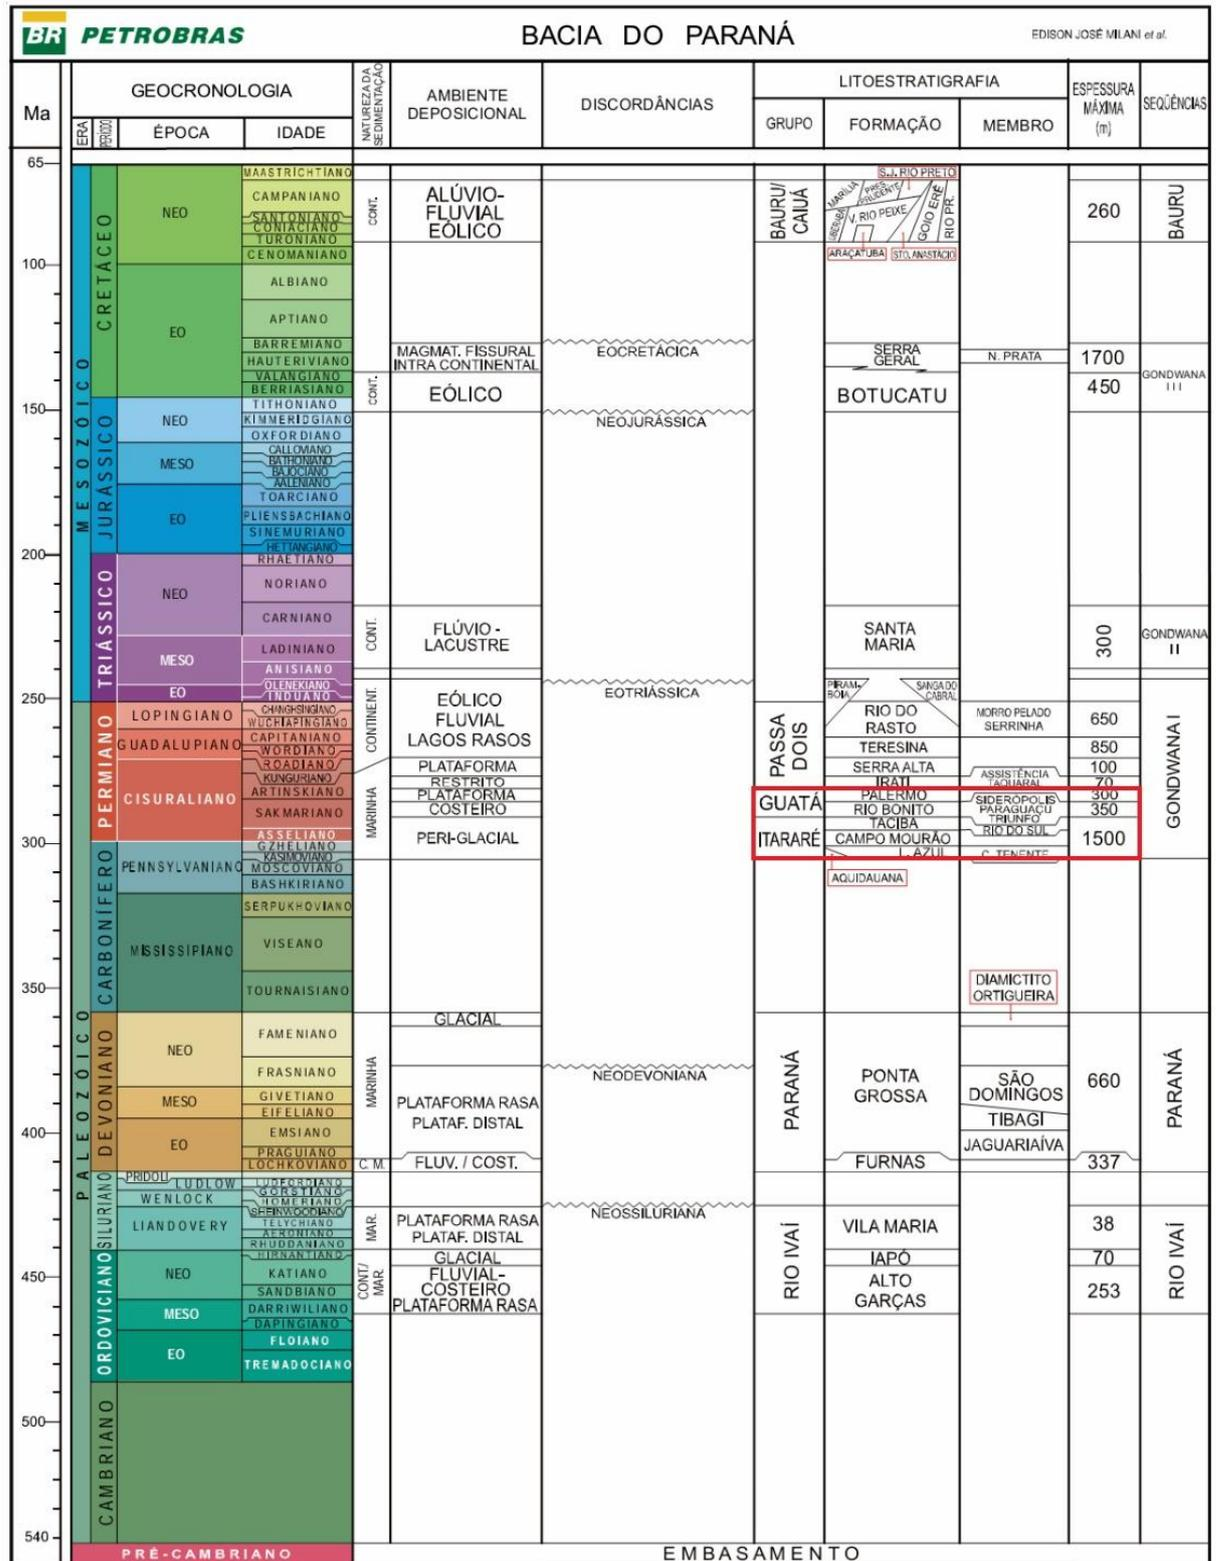 BR PETROBRAS
BACIA DO PARANÁ
EDISON JOSÉ MILANI et al.
Ma
GEOCRONOLOGIA
ERA
PERÍODO
ÉPOCA
IDADE
NATUREZA DA SEDIMENTAÇÃO
AMBIENTE
DEPOSICIONAL
DISCORDÂNCIAS
LITOESTRATIGRAFIA
GRUPO
FORMAÇÃO
MEMBRO
ESPESSURA
MÁXIMA
(m)
SEQÜÊNCIAS
65
100
150
200
250
300
350
400
450
500
540
MESOZÓICO
PALEOZÓICO
CRETÁCEO
JURÁSSICO
TRIÁSSICO
PERMIANO
CARBONÍFERO
DEVONIANO
SILURIANO
ORDOVICIANO
CAMBRIANO
NEO
EO
NEO
MESO
EO
NEO
MESO
EO
LOPINGIANO
GUADALUPIANO
CISURALIANO
PENNSYLVANIANO
MISSISSIPIANO
NEO
MESO
EO
PRIDOLI
LUDLOW
WENLOCK
LIANDOVERY
NEO
MESO
EO
MAASTRICHTIANO
CAMPANIANO
SANTONIANO
CONIACIANO
TURONIANO
CENOMANIANO
ALBIANO
APTIANO
BARREMIANO
HAUTERIVIANO
VALANGIANO
BERRIASIANO
TITHONIANO
KIMMERIDGIANO
OXFORDIANO
CALLOVIANO
BATHONIANO
BAJOCIANO
AALENIANO
TOARCIANO
PLIENSBACHIANO
SINEMURIANO
HETTANGIANO
RHAETIANO
NORIANO
CARNIANO
LADINIANO
ANISIANO
OLENEKIANO
INDUANO
CHANGHSINGIANO
WUCHIAPINGIANO
CAPITANIANO
WORDIANO
ROADIANO
KUNGURIANO
ARTINSKIANO
SAKMARIANO
ASSELIANO
GZHELIANO
KASIMOVIANO
MOSCOVIANO
BASHKIRIANO
SERPUKHOVIANO
VISEANO
TOURNAISIANO
FAMENIANO
FRASNIANO
GIVETIANO
EIFELIANO
EMSIANO
PRAGUIANO
LOCHKOVIANO
LUDFORDIANO
GORSTIANO
HOMERIANO
SHEINWOODIANO
TELYCHIANO
AERONIANO
RHUDDANIANO
HIRNANTIANO
KATIANO
SANDBIANO
DARRIWILIANO
DAPINGIANO
FLOIANO
TREMADOCIANO
CONT.
CONT.
CONT.
CONTINENT.
MARINHA
MARINHA
C. M.
MAR.
CONT/
MAR.
ALÚVIO-
FLUVIAL
EÓLICO
MAGMAT. FISSURAL
INTRA CONTINENTAL
EÓLICO
FLÚVIO -
LACUSTRE
EÓLICO
FLUVIAL
LAGOS RASOS
PLATAFORMA
RESTRITO
PLATAFORMA
COSTEIRO
PERI-GLACIAL
GLACIAL
PLATAFORMA RASA
PLATAF. DISTAL
FLUV. / COST.
PLATAFORMA RASA
PLATAF. DISTAL
GLACIAL
FLUVIAL-
COSTEIRO
PLATAFORMA RASA
EOCRETÁCICA
NEOJURÁSSICA
EOTRIÁSSICA
NEODEVONIANA
NEOSSILURIANA
BAURU/
CAIUÁ
PASSA
DOIS
GUATÁ
ITARARÉ
PARANÁ
RIO IVAÍ
S.J. RIO PRETO
MARÍLIA
PRES.
PRUDENTE
UBERABA
V. RIO PEIXE
GOIO ERÊ
RIO PR.
ARAÇATUBA
STO. ANASTÁCIO
SERRA
GERAL
BOTUCATU
SANTA
MARIA
PIRAM-
BÓIA
SANGA DO
CABRAL
RIO DO
RASTO
TERESINA
SERRA ALTA
IRATI
PALERMO
RIO BONITO
TACIBA
CAMPO MOURÃO
L. AZUL
AQUIDAUANA
PONTA
GROSSA
FURNAS
VILA MARIA
IAPÓ
ALTO
GARÇAS
N. PRATA
MORRO PELADO
SERRINHA
ASSISTÊNCIA
TAQUARAL
SIDERÓPOLIS
PARAGUAÇU
TRIUNFO
RIO DO SUL
C. TENENTE
DIAMICTITO
ORTIGUEIRA
SÃO
DOMINGOS
TIBAGI
JAGUARIAÍVA
260
1700
450
300
650
850
100
70
300
350
1500
660
337
38
70
253
BAURU
GONDWANA
III
GONDWANA
II
GONDWANA I
PARANÁ
RIO IVAÍ
PRÉ-CAMBRIANO
EMBASAMENTO